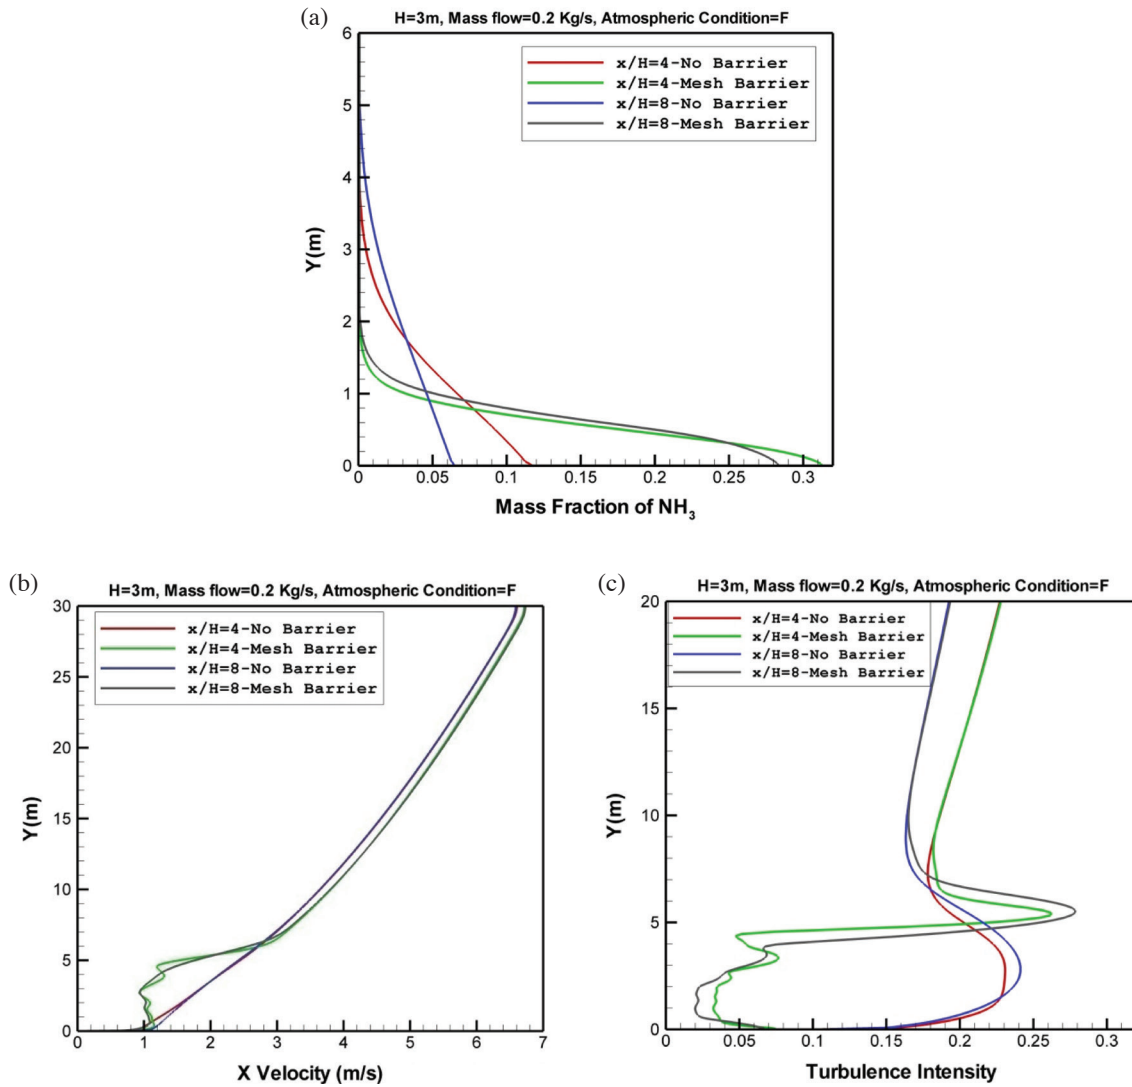 (a)
H=3m, Mass flow=0.2 Kg/s, Atmospheric Condition=F
x/H=4-No Barrier
x/H=4-Mesh Barrier
x/H=8-No Barrier
x/H=8-Mesh Barrier
6
5
4
3
2
1
0
Y(m)
0 0.05 0.1 0.15 0.2 0.25 0.3
Mass Fraction of NH3
(b)
H=3m, Mass flow=0.2 Kg/s, Atmospheric Condition=F
x/H=4-No Barrier
x/H=4-Mesh Barrier
x/H=8-No Barrier
x/H=8-Mesh Barrier
30
25
20
15
10
5
0
Y(m)
0 1 2 3 4 5 6 7
X Velocity (m/s)
(c)
H=3m, Mass flow=0.2 Kg/s, Atmospheric Condition=F
x/H=4-No Barrier
x/H=4-Mesh Barrier
x/H=8-No Barrier
x/H=8-Mesh Barrier
20
15
10
5
0
Y(m)
0 0.05 0.1 0.15 0.2 0.25 0.3
Turbulence Intensity